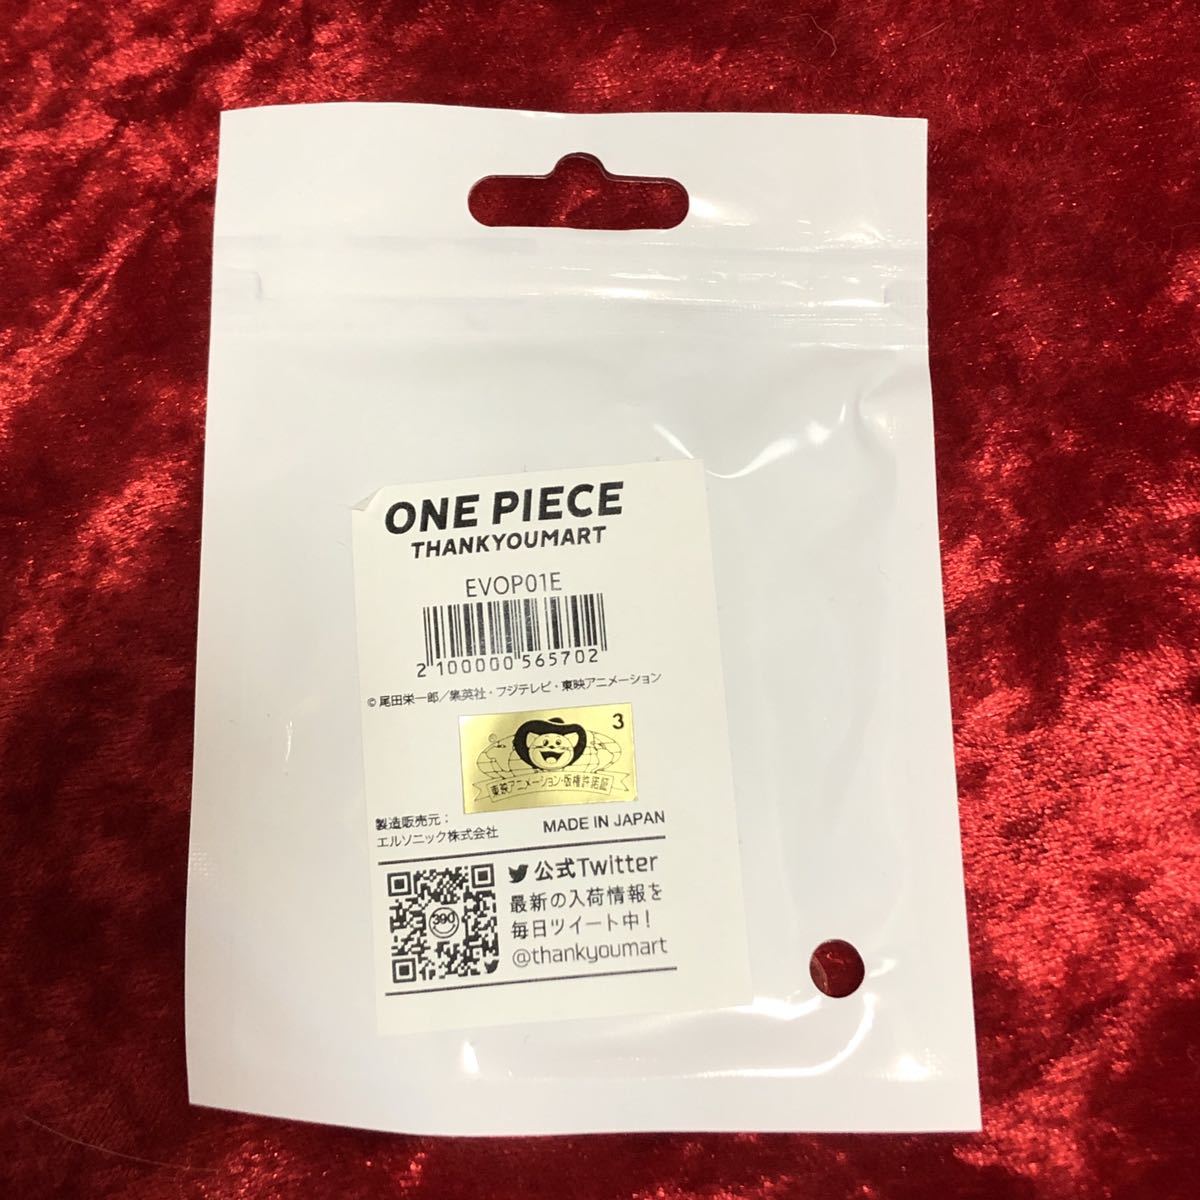 ONE PIECE
THANKYOUMART
EVOP01E
2 100000 565702
© 尾田栄一郎／集英社・フジテレビ・東映アニメーション
3
東映アニメーション・版権許諾証
製造販売元：
エルソニック株式会社
MADE IN JAPAN
390
公式Twitter
最新の入荷情報を
毎日ツイート中！
@thankyoumart